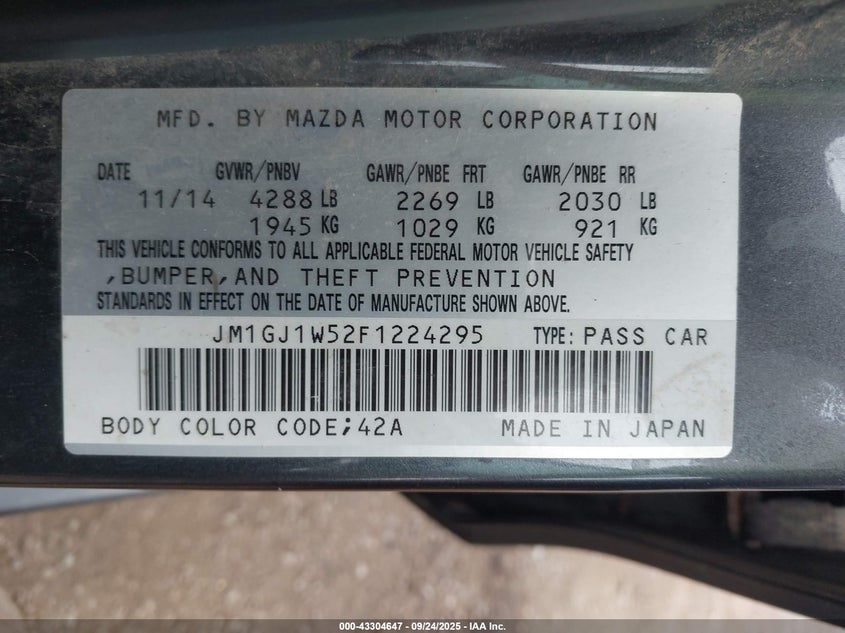 MFD. BY MAZDA MOTOR CORPORATION
DATE GVWR/PNBV GAWR/PNBE FRT GAWR/PNBE RR
11/14 4288 LB 2269 LB 2030 LB
1945 KG 1029 KG 921 KG
THIS VEHICLE CONFORMS TO ALL APPLICABLE FEDERAL MOTOR VEHICLE SAFETY
,BUMPER,AND THEFT PREVENTION
STANDARDS IN EFFECT ON THE DATE OF MANUFACTURE SHOWN ABOVE.
JM1GJ1W52F1224295 TYPE: PASS CAR
BODY COLOR CODE;42A MADE IN JAPAN
000-43304647 - 09/24/2025 - IAA Inc.